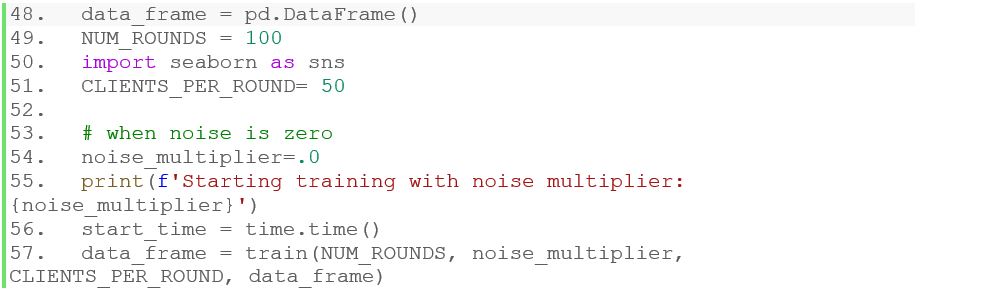 48. data_frame = pd.DataFrame()
49. NUM_ROUNDS = 100
50. import seaborn as sns
51. CLIENTS_PER_ROUND= 50
52.
53. # when noise is zero
54. noise_multiplier=.0
55. print(f'Starting training with noise multiplier:
{noise_multiplier}')
56. start_time = time.time()
57. data_frame = train(NUM_ROUNDS, noise_multiplier,
CLIENTS_PER_ROUND, data_frame)